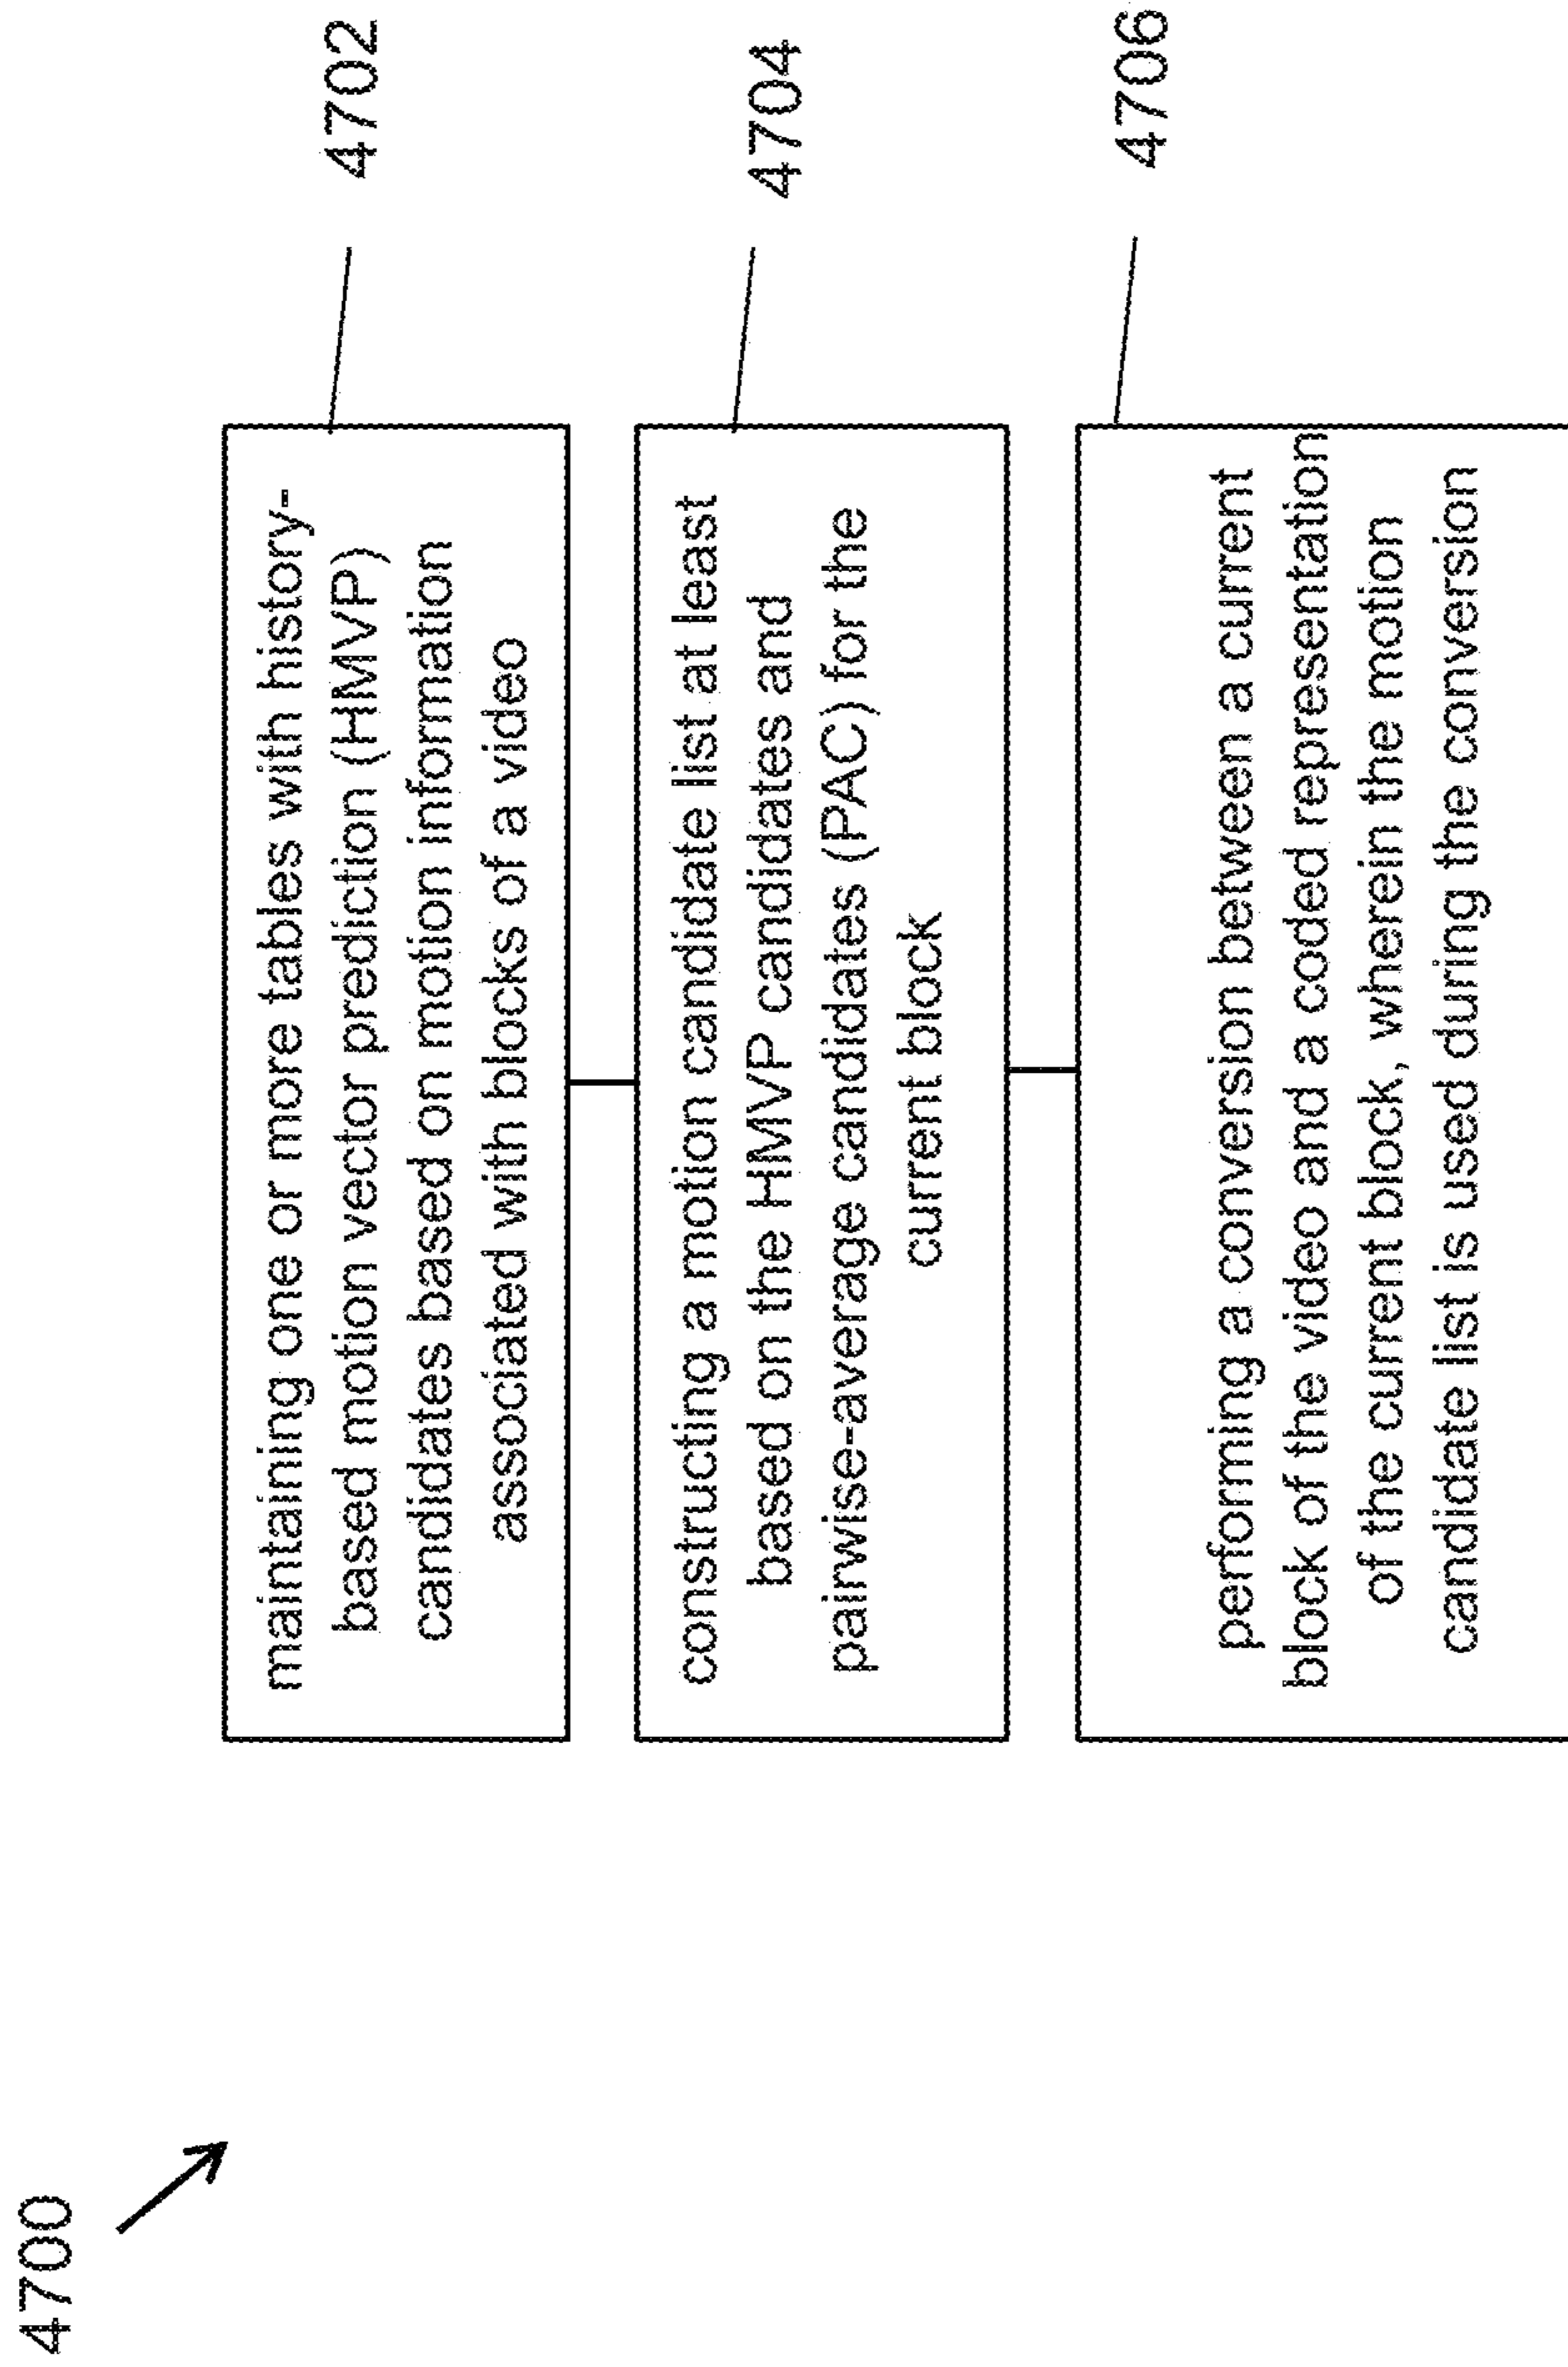 4700
maintaining one or more tables with history-
based motion vector prediction (HMVP)
candidates based on motion information
associated with blocks of a video
4702
constructing a motion candidate list at least
based on the HMVP candidates and
pairwise-average candidates (PAC) for the
current block
4704
performing a conversion between a current
block of the video and a coded representation
of the current block, wherein the motion
candidate list is used during the conversion
4706